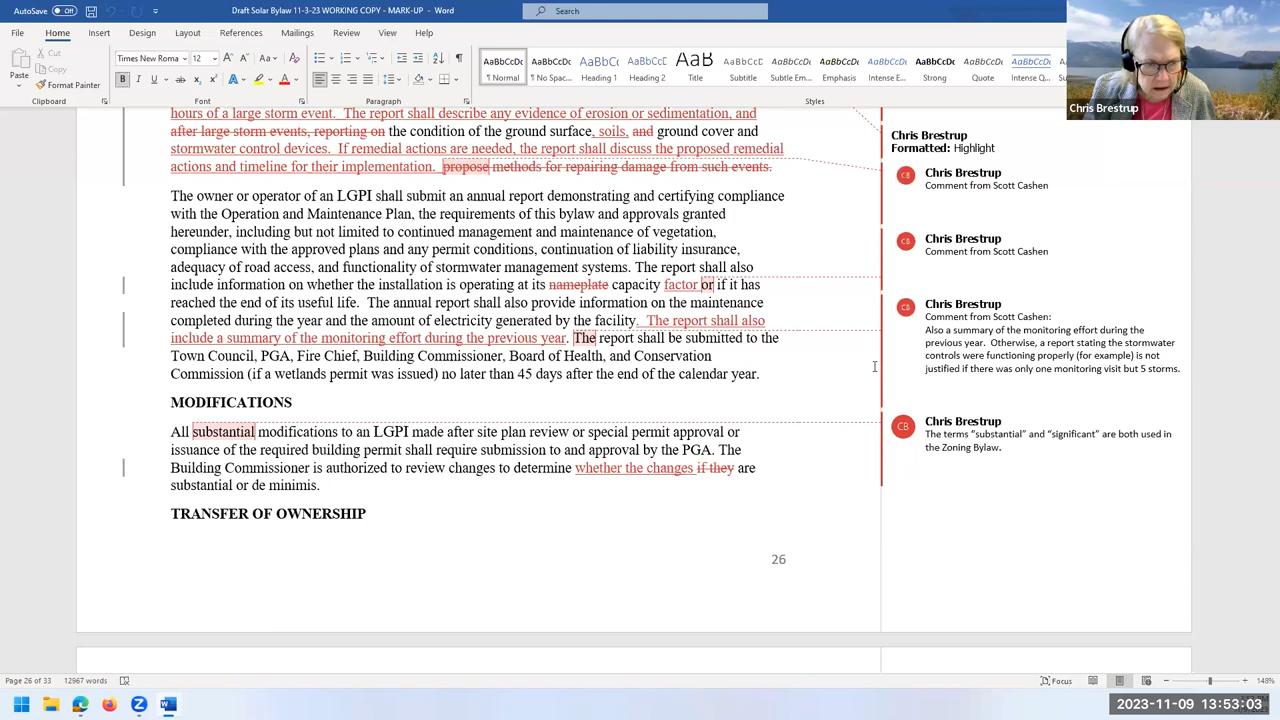 AutoSave Off
Draft Solar Bylaw 11-3-23 WORKING COPY - MARK-UP - Word
Search
File Home Insert Design Layout References Mailings Review View Help
Paste
Cut
Copy
Format Painter
Clipboard
Times New Roma 12
Font
Paragraph
AaBbCcDc AaBbCcDc AaBbC AaBbCcC AaB AaBbCcD AaBbCcDc AaBbCcDc AaBbCcDc AaBbCcDc AaBbCcDc AaBbCcDc
¶ Normal ¶ No Spac... Heading 1 Heading 2 Title Subtitle Subtle Em... Emphasis Intense E... Strong Quote Intense Q...
Styles
Chris Brestrup
hours of a large storm event. The report shall describe any evidence of erosion or sedimentation, and
after large storm events, reporting on the condition of the ground surface, soils, and ground cover and
stormwater control devices. If remedial actions are needed, the report shall discuss the proposed remedial
actions and timeline for their implementation. propose methods for repairing damage from such events.
The owner or operator of an LGPI shall submit an annual report demonstrating and certifying compliance
with the Operation and Maintenance Plan, the requirements of this bylaw and approvals granted
hereunder, including but not limited to continued management and maintenance of vegetation,
compliance with the approved plans and any permit conditions, continuation of liability insurance,
adequacy of road access, and functionality of stormwater management systems. The report shall also
include information on whether the installation is operating at its nameplate capacity factor or if it has
reached the end of its useful life. The annual report shall also provide information on the maintenance
completed during the year and the amount of electricity generated by the facility. The report shall also
include a summary of the monitoring effort during the previous year. The report shall be submitted to the
Town Council, PGA, Fire Chief, Building Commissioner, Board of Health, and Conservation
Commission (if a wetlands permit was issued) no later than 45 days after the end of the calendar year.
MODIFICATIONS
All substantial modifications to an LGPI made after site plan review or special permit approval or
issuance of the required building permit shall require submission to and approval by the PGA. The
Building Commissioner is authorized to review changes to determine whether the changes if they are
substantial or de minimis.
TRANSFER OF OWNERSHIP
26
Chris Brestrup
Formatted: Highlight
CB
Chris Brestrup
Comment from Scott Cashen
CB
Chris Brestrup
Comment from Scott Cashen
CB
Chris Brestrup
Comment from Scott Cashen:
Also a summary of the monitoring effort during the
previous year. Otherwise, a report stating the stormwater
controls were functioning properly (for example) is not
justified if there was only one monitoring visit but 5 storms.
CB
Chris Brestrup
The terms “substantial” and “significant” are both used in
the Zoning Bylaw.
Page 26 of 33 12967 words
Focus
148%
2023-11-09 13:53:03